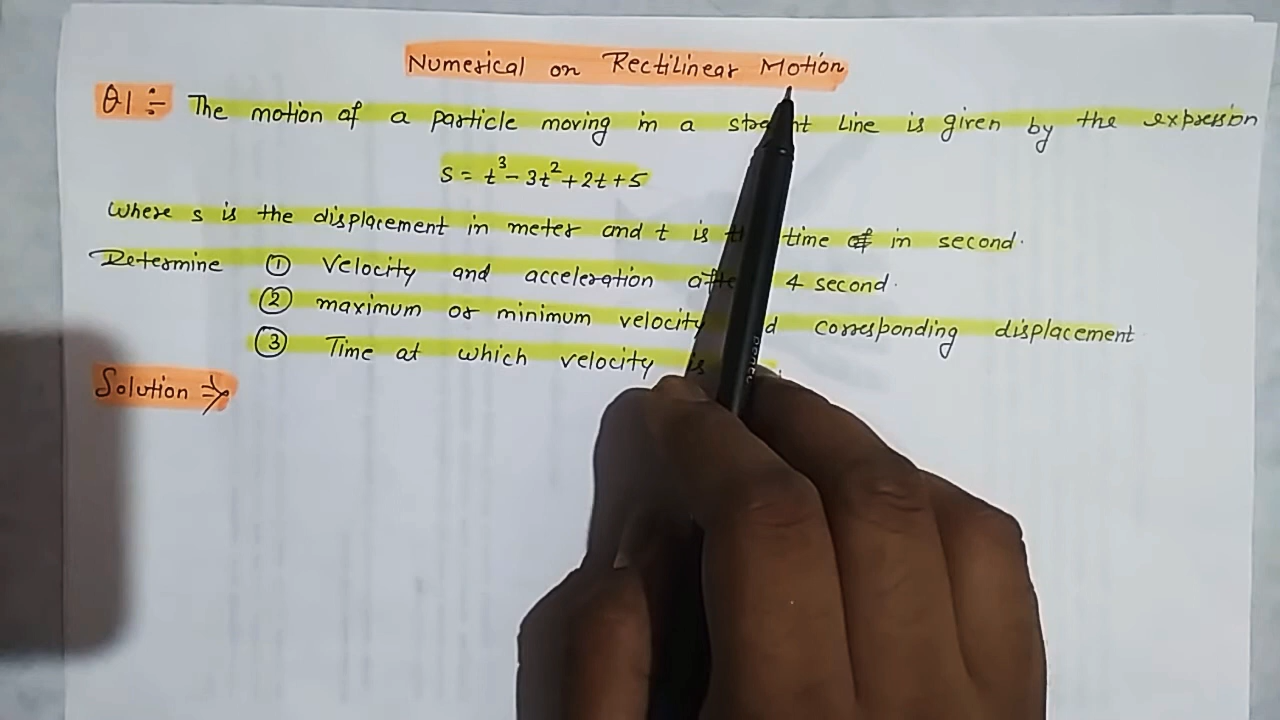 Numerical on Rectilinear Motion
Q1 :- The motion of a particle moving in a line is given by the expression
S = t³ - 3t² + 2t + 5
where s is the displacement in meter and t is time of in second.
Determine ① Velocity and acceleration 4 second.
② maximum or minimum velocity corresponding displacement
③ Time at which velocity is
Solution ⇒